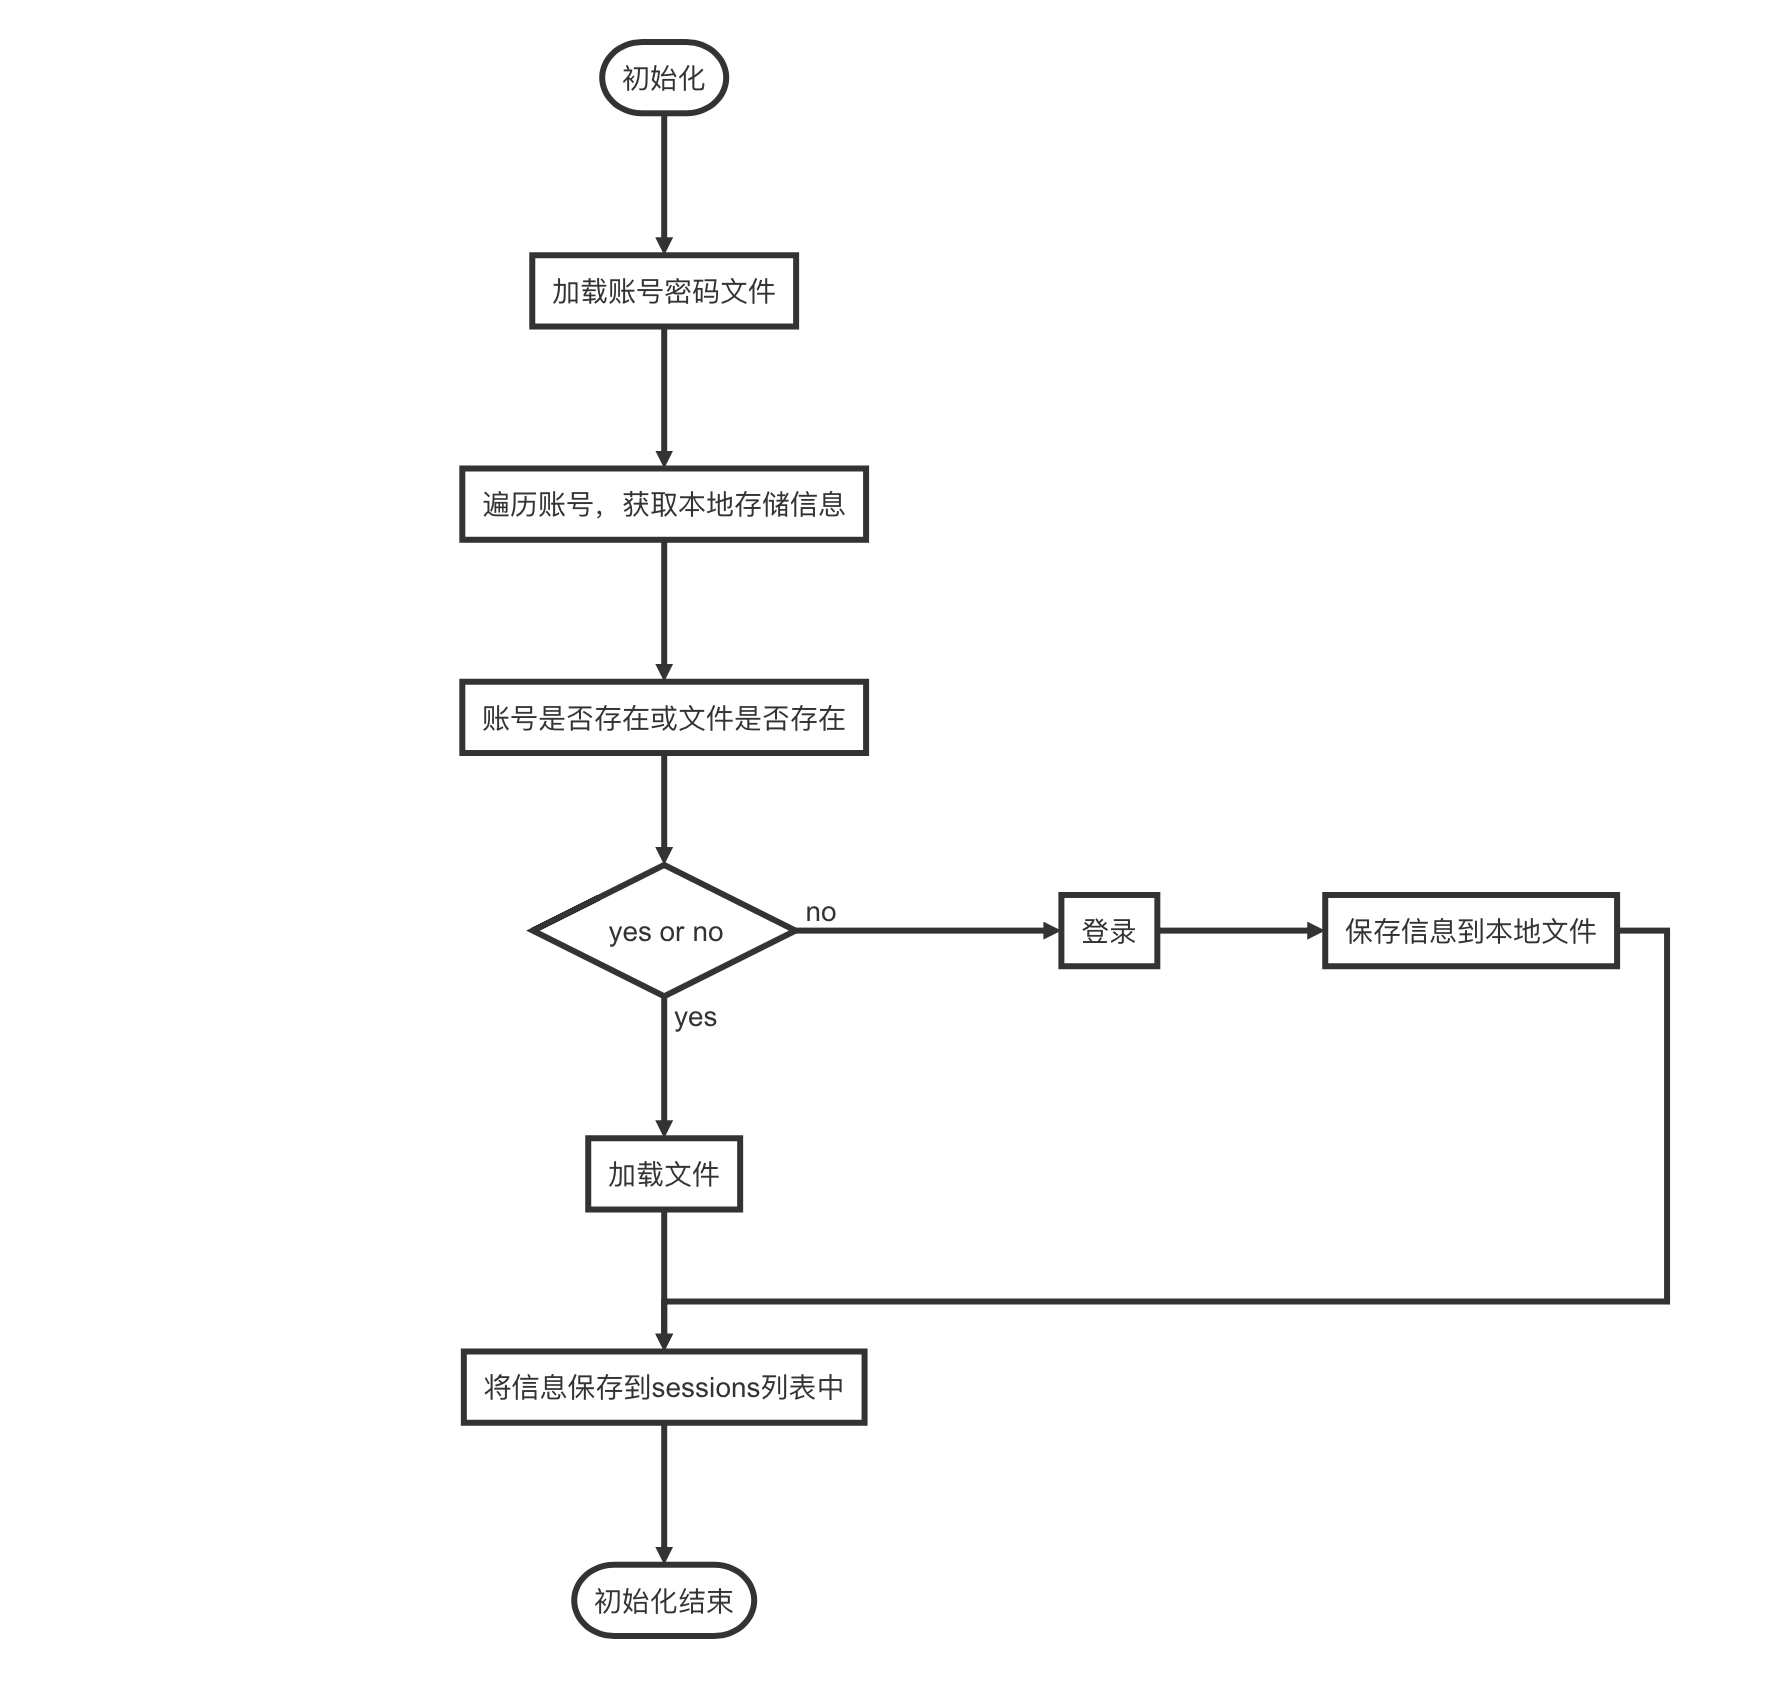 初始化
加载账号密码文件
遍历账号，获取本地存储信息
账号是否存在或文件是否存在
yes or no
no
登录
保存信息到本地文件
yes
加载文件
将信息保存到sessions列表中
初始化结束